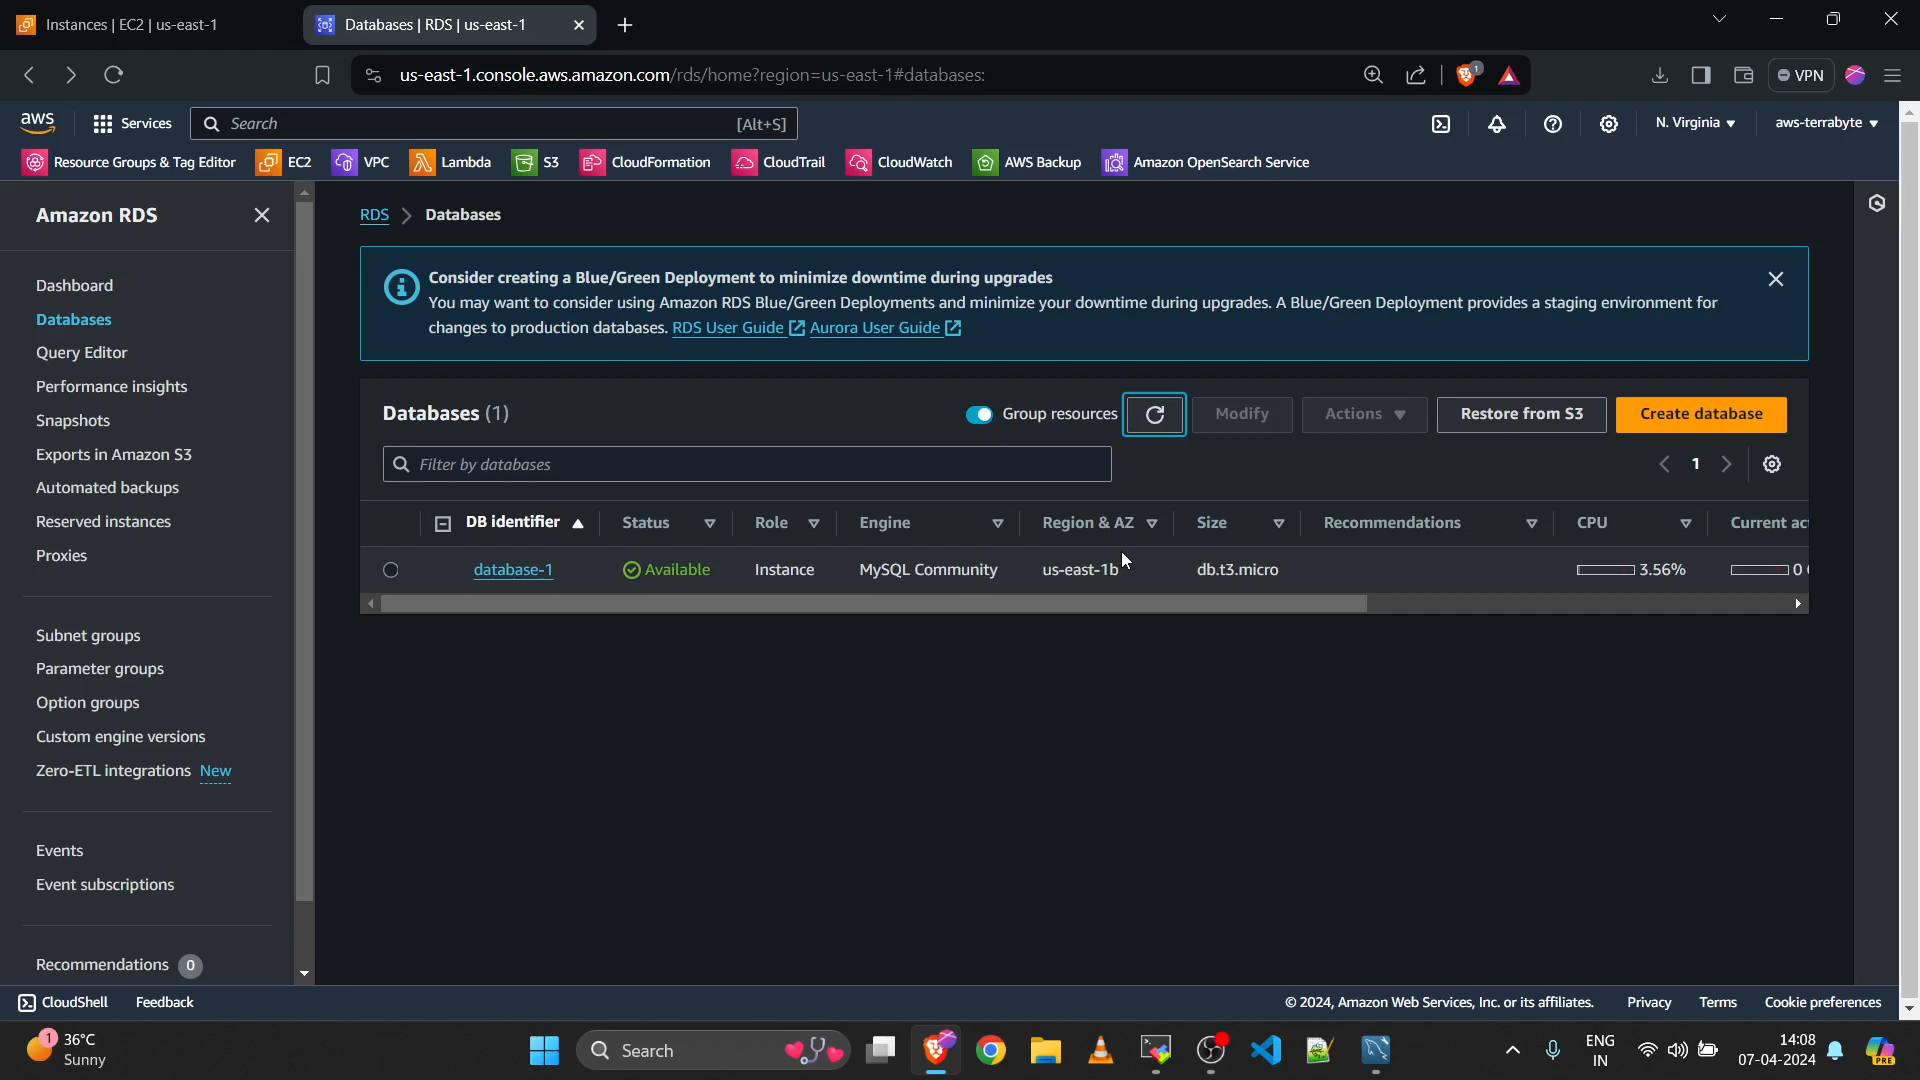 Instances | EC2 | us-east-1
Databases | RDS | us-east-1
us-east-1.console.aws.amazon.com/rds/home?region=us-east-1#databases:
1
VPN
aws
Services
Search
[Alt+S]
N. Virginia
aws-terrabyte
Resource Groups & Tag Editor
EC2
VPC
Lambda
S3
CloudFormation
CloudTrail
CloudWatch
AWS Backup
Amazon OpenSearch Service
Amazon RDS
Dashboard
Databases
Query Editor
Performance insights
Snapshots
Exports in Amazon S3
Automated backups
Reserved instances
Proxies
Subnet groups
Parameter groups
Option groups
Custom engine versions
Zero-ETL integrations New
Events
Event subscriptions
Recommendations 0
RDS > Databases
Consider creating a Blue/Green Deployment to minimize downtime during upgrades
You may want to consider using Amazon RDS Blue/Green Deployments and minimize your downtime during upgrades. A Blue/Green Deployment provides a staging environment for
changes to production databases. RDS User Guide Aurora User Guide
Databases (1)
Group resources
Modify
Actions
Restore from S3
Create database
Filter by databases
1
DB identifier Status Role Engine Region & AZ Size Recommendations CPU Current ac
database-1 Available Instance MySQL Community us-east-1b db.t3.micro 3.56% 0
CloudShell
Feedback
© 2024, Amazon Web Services, Inc. or its affiliates.
Privacy
Terms
Cookie preferences
1
36°C
Sunny
Search
ENG
IN
14:08
07-04-2024
PRE